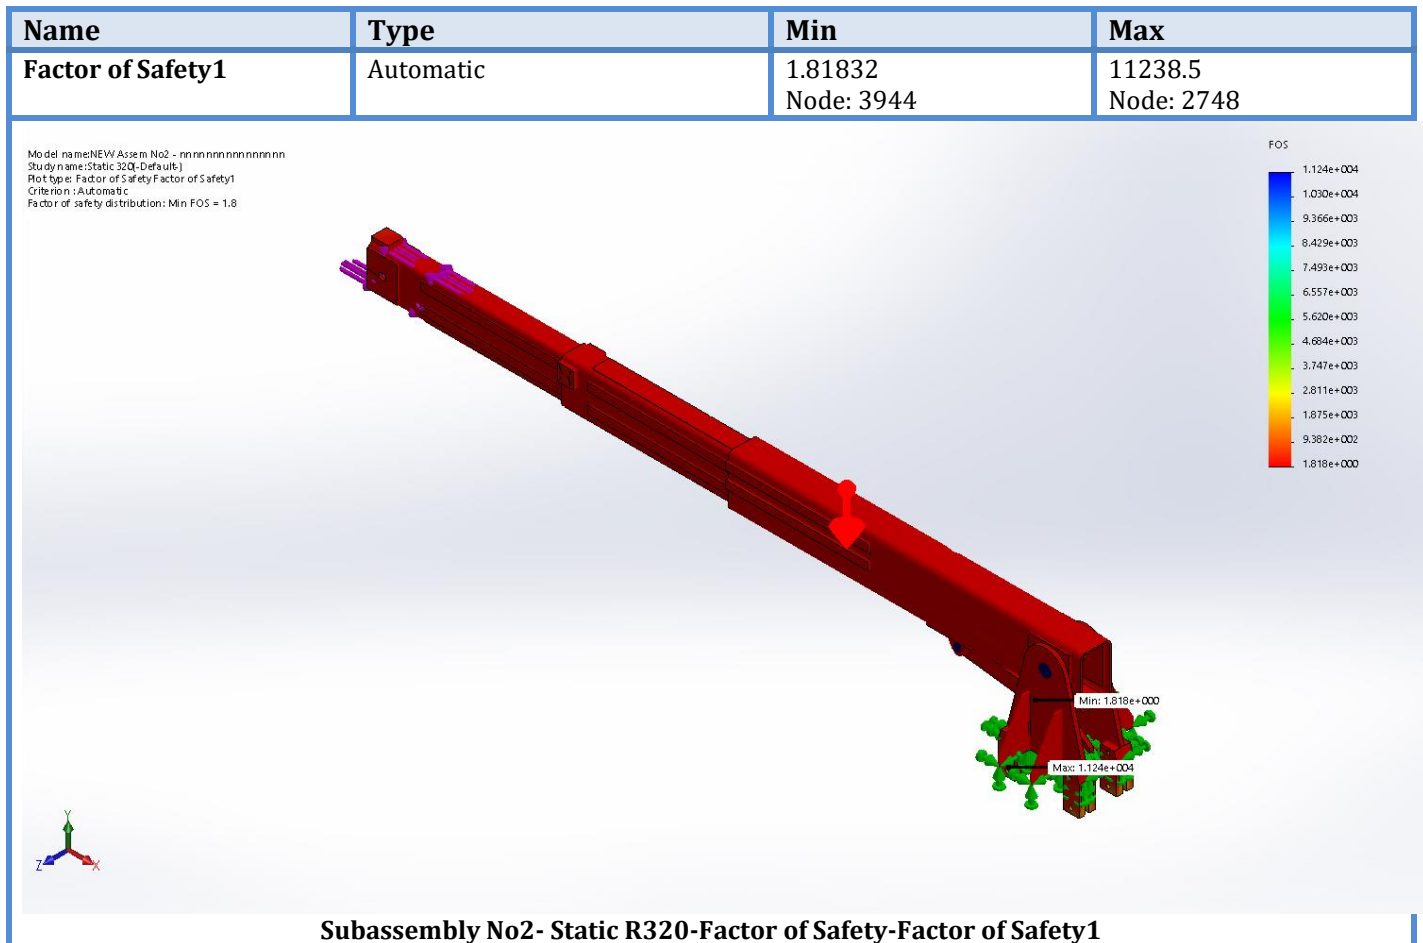 Name Type Min Max
Factor of Safety1 Automatic 1.81832 11238.5
Node: 3944 Node: 2748
Model name:NEW Assem No2 - nnnnnnnnnnnnnnnn
Study name:Static 320(-Default-)
Plot type: Factor of Safety Factor of Safety1
Criterion : Automatic
Factor of safety distribution: Min FOS = 1.8
FOS
1.124e+004
1.030e+004
9.366e+003
8.429e+003
7.493e+003
6.557e+003
5.620e+003
4.684e+003
3.747e+003
2.811e+003
1.875e+003
9.382e+002
1.818e+000
Min: 1.818e+000
Max: 1.124e+004
Y
Z
X
Subassembly No2- Static R320-Factor of Safety-Factor of Safety1